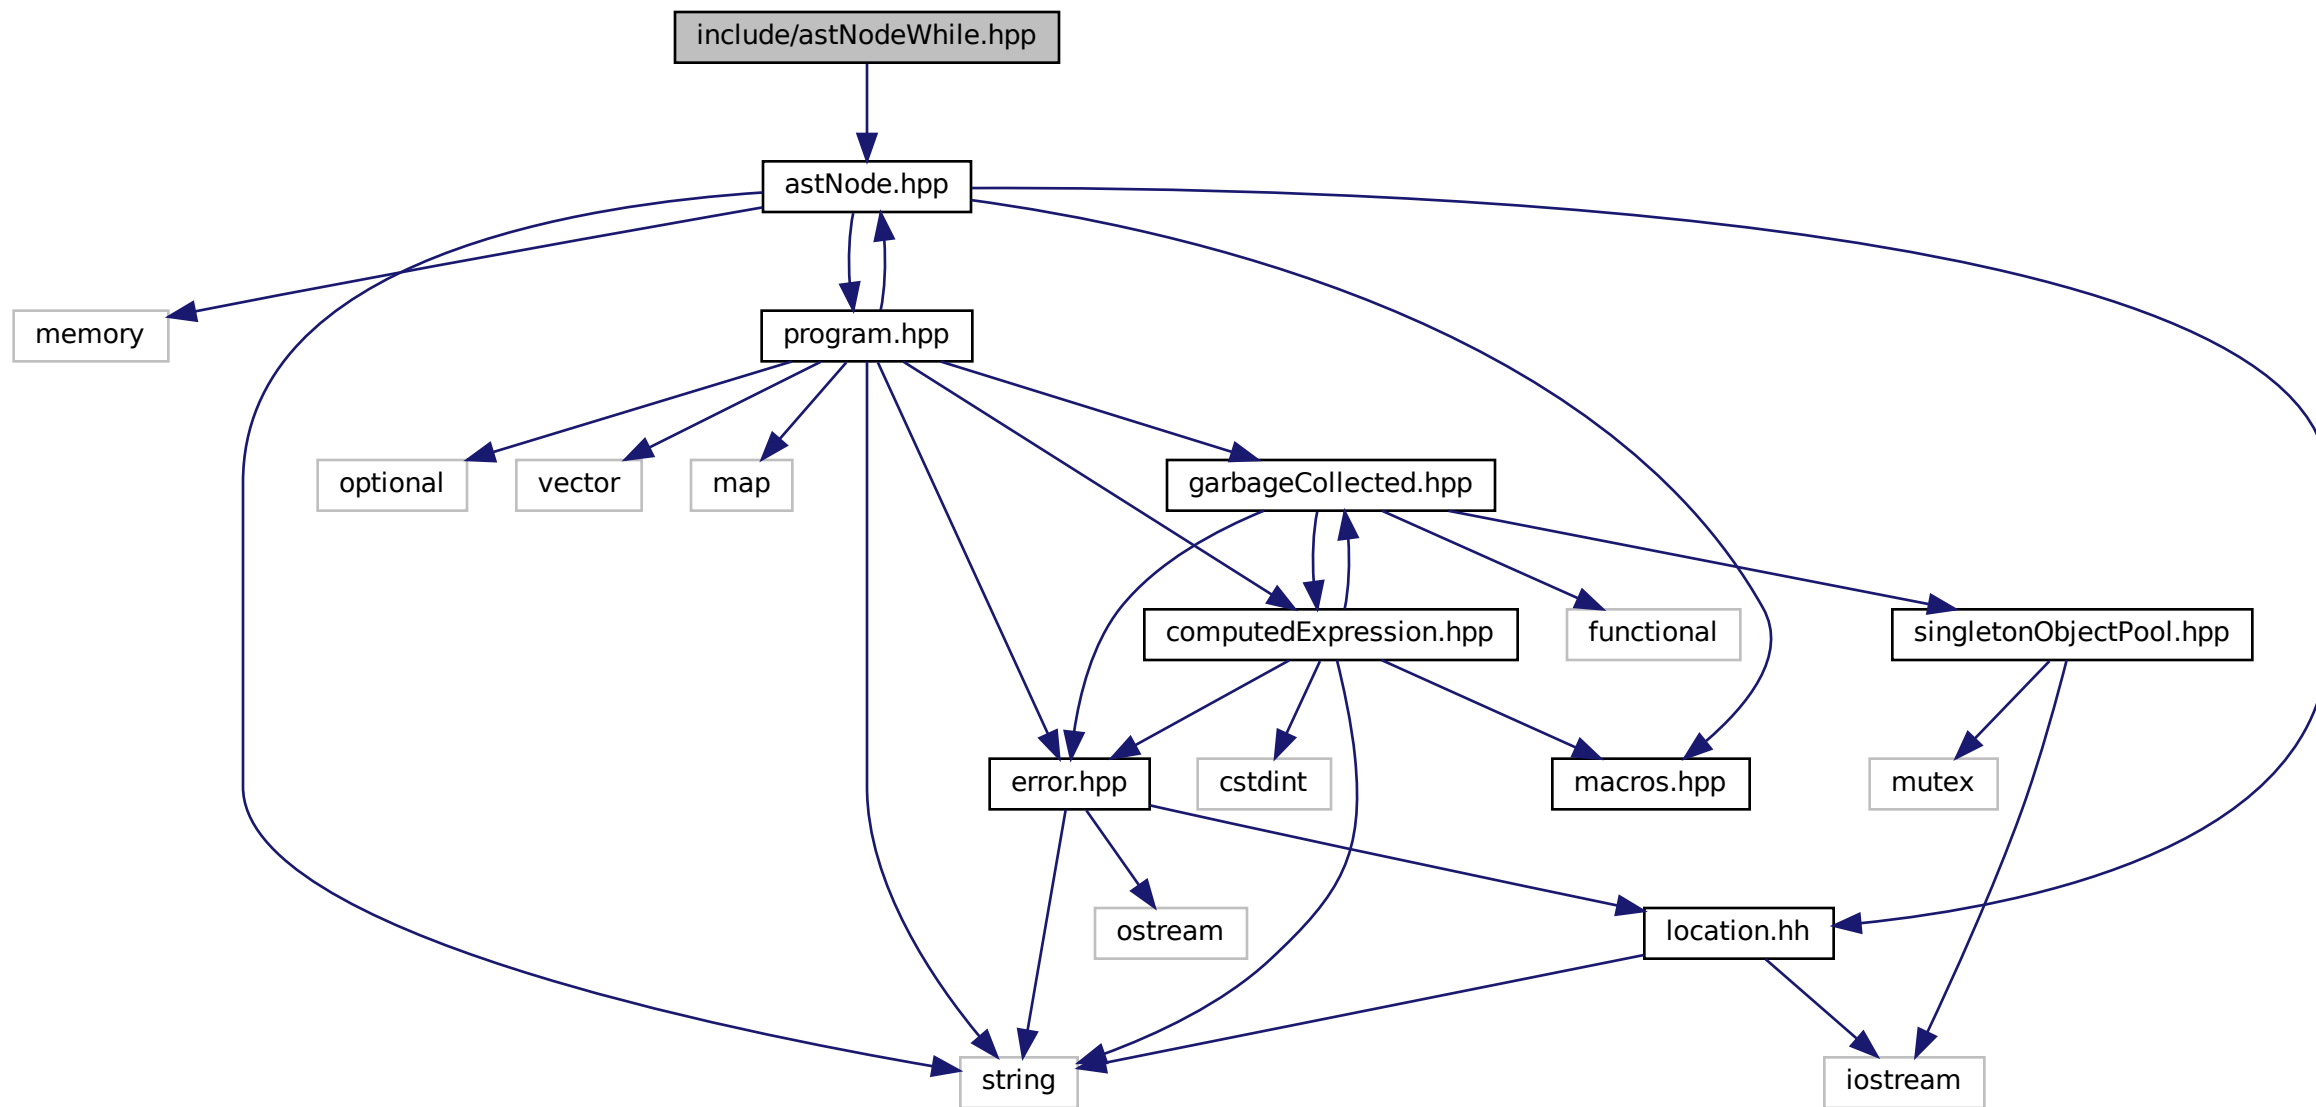 include/astNodeWhile.hpp
astNode.hpp
memory
program.hpp
optional
vector
map
garbageCollected.hpp
computedExpression.hpp
functional
singletonObjectPool.hpp
error.hpp
cstdint
macros.hpp
mutex
ostream
location.hh
string
iostream